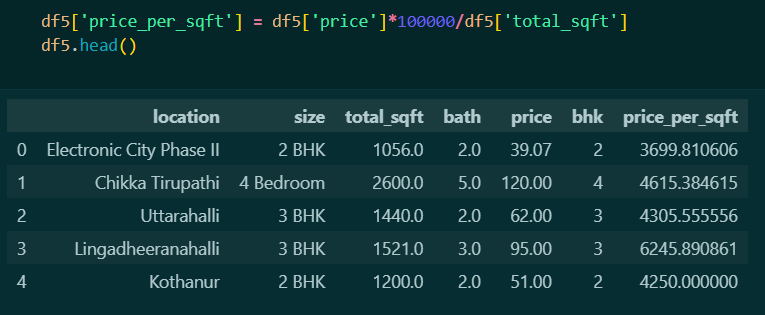 df5['price_per_sqft'] = df5['price']*100000/df5['total_sqft']
df5.head()
location size total_sqft bath price bhk price_per_sqft
0 Electronic City Phase II 2 BHK 1056.0 2.0 39.07 2 3699.810606
1 Chikka Tirupathi 4 Bedroom 2600.0 5.0 120.00 4 4615.384615
2 Uttarahalli 3 BHK 1440.0 2.0 62.00 3 4305.555556
3 Lingadheeranahalli 3 BHK 1521.0 3.0 95.00 3 6245.890861
4 Kothanur 2 BHK 1200.0 2.0 51.00 2 4250.000000